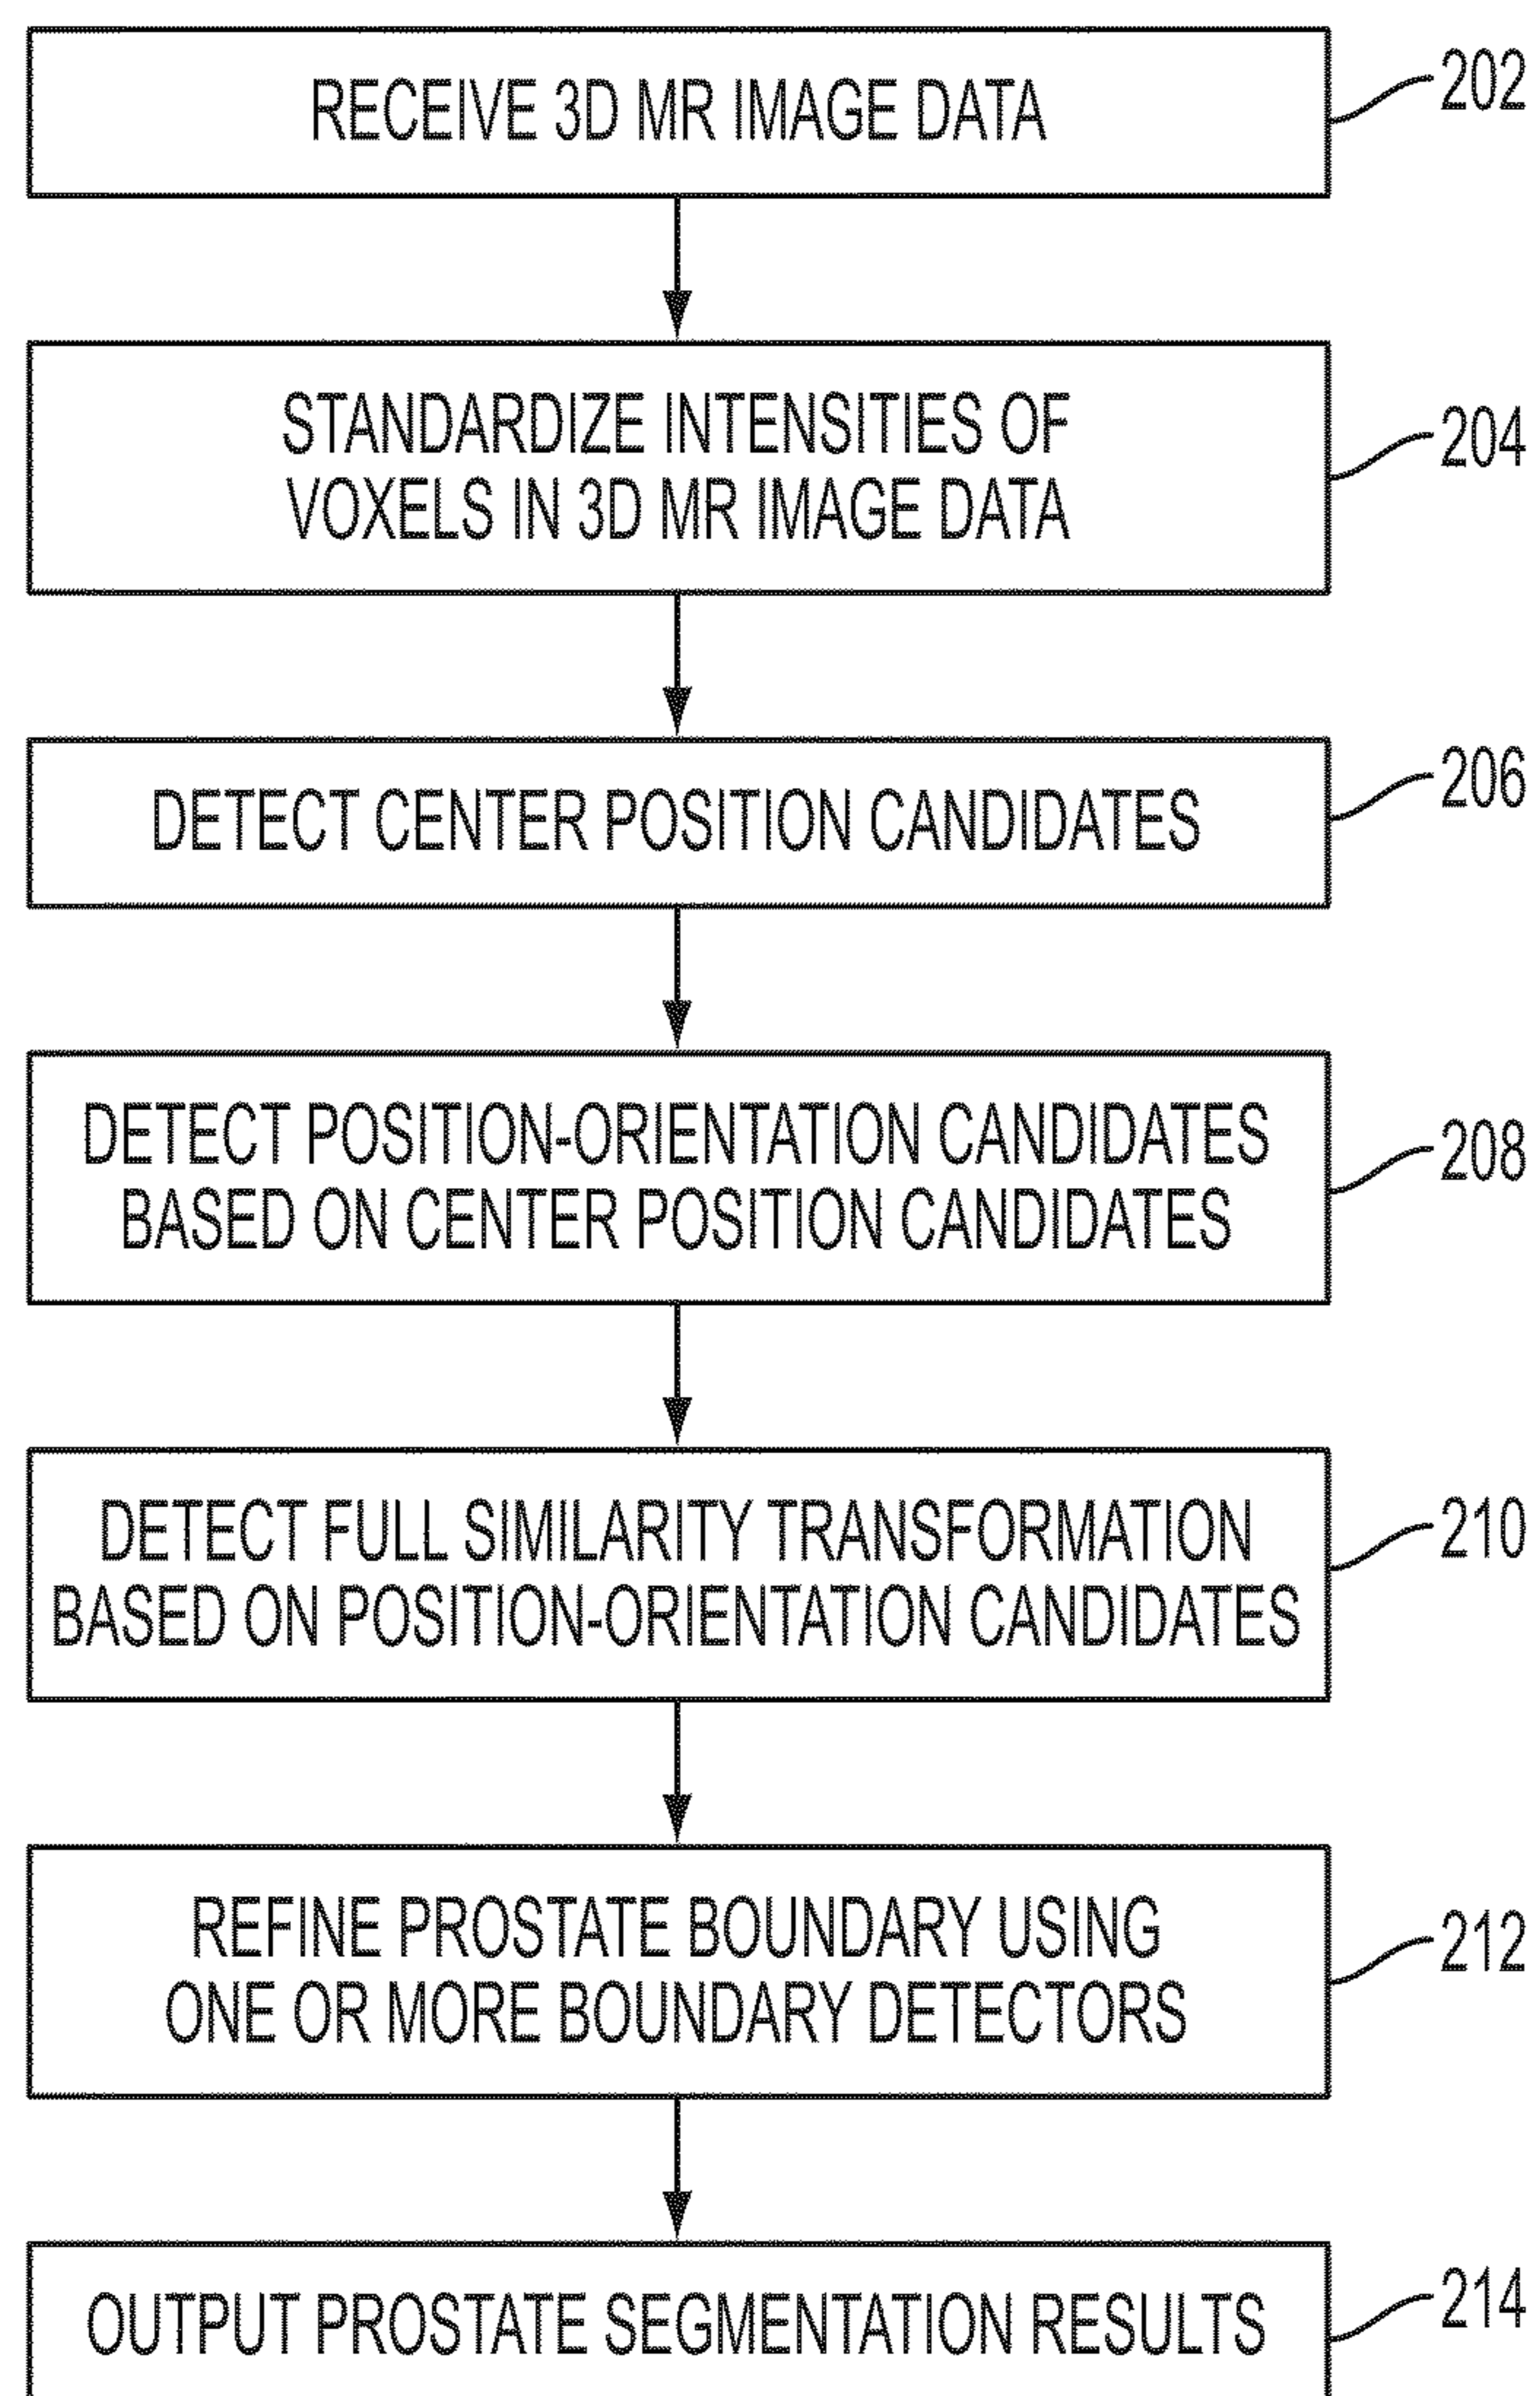 RECEIVE 3D MR IMAGE DATA
202
STANDARDIZE INTENSITIES OF
VOXELS IN 3D MR IMAGE DATA
204
DETECT CENTER POSITION CANDIDATES
206
DETECT POSITION-ORIENTATION CANDIDATES
BASED ON CENTER POSITION CANDIDATES
208
DETECT FULL SIMILARITY TRANSFORMATION
BASED ON POSITION-ORIENTATION CANDIDATES
210
REFINE PROSTATE BOUNDARY USING
ONE OR MORE BOUNDARY DETECTORS
212
OUTPUT PROSTATE SEGMENTATION RESULTS
214